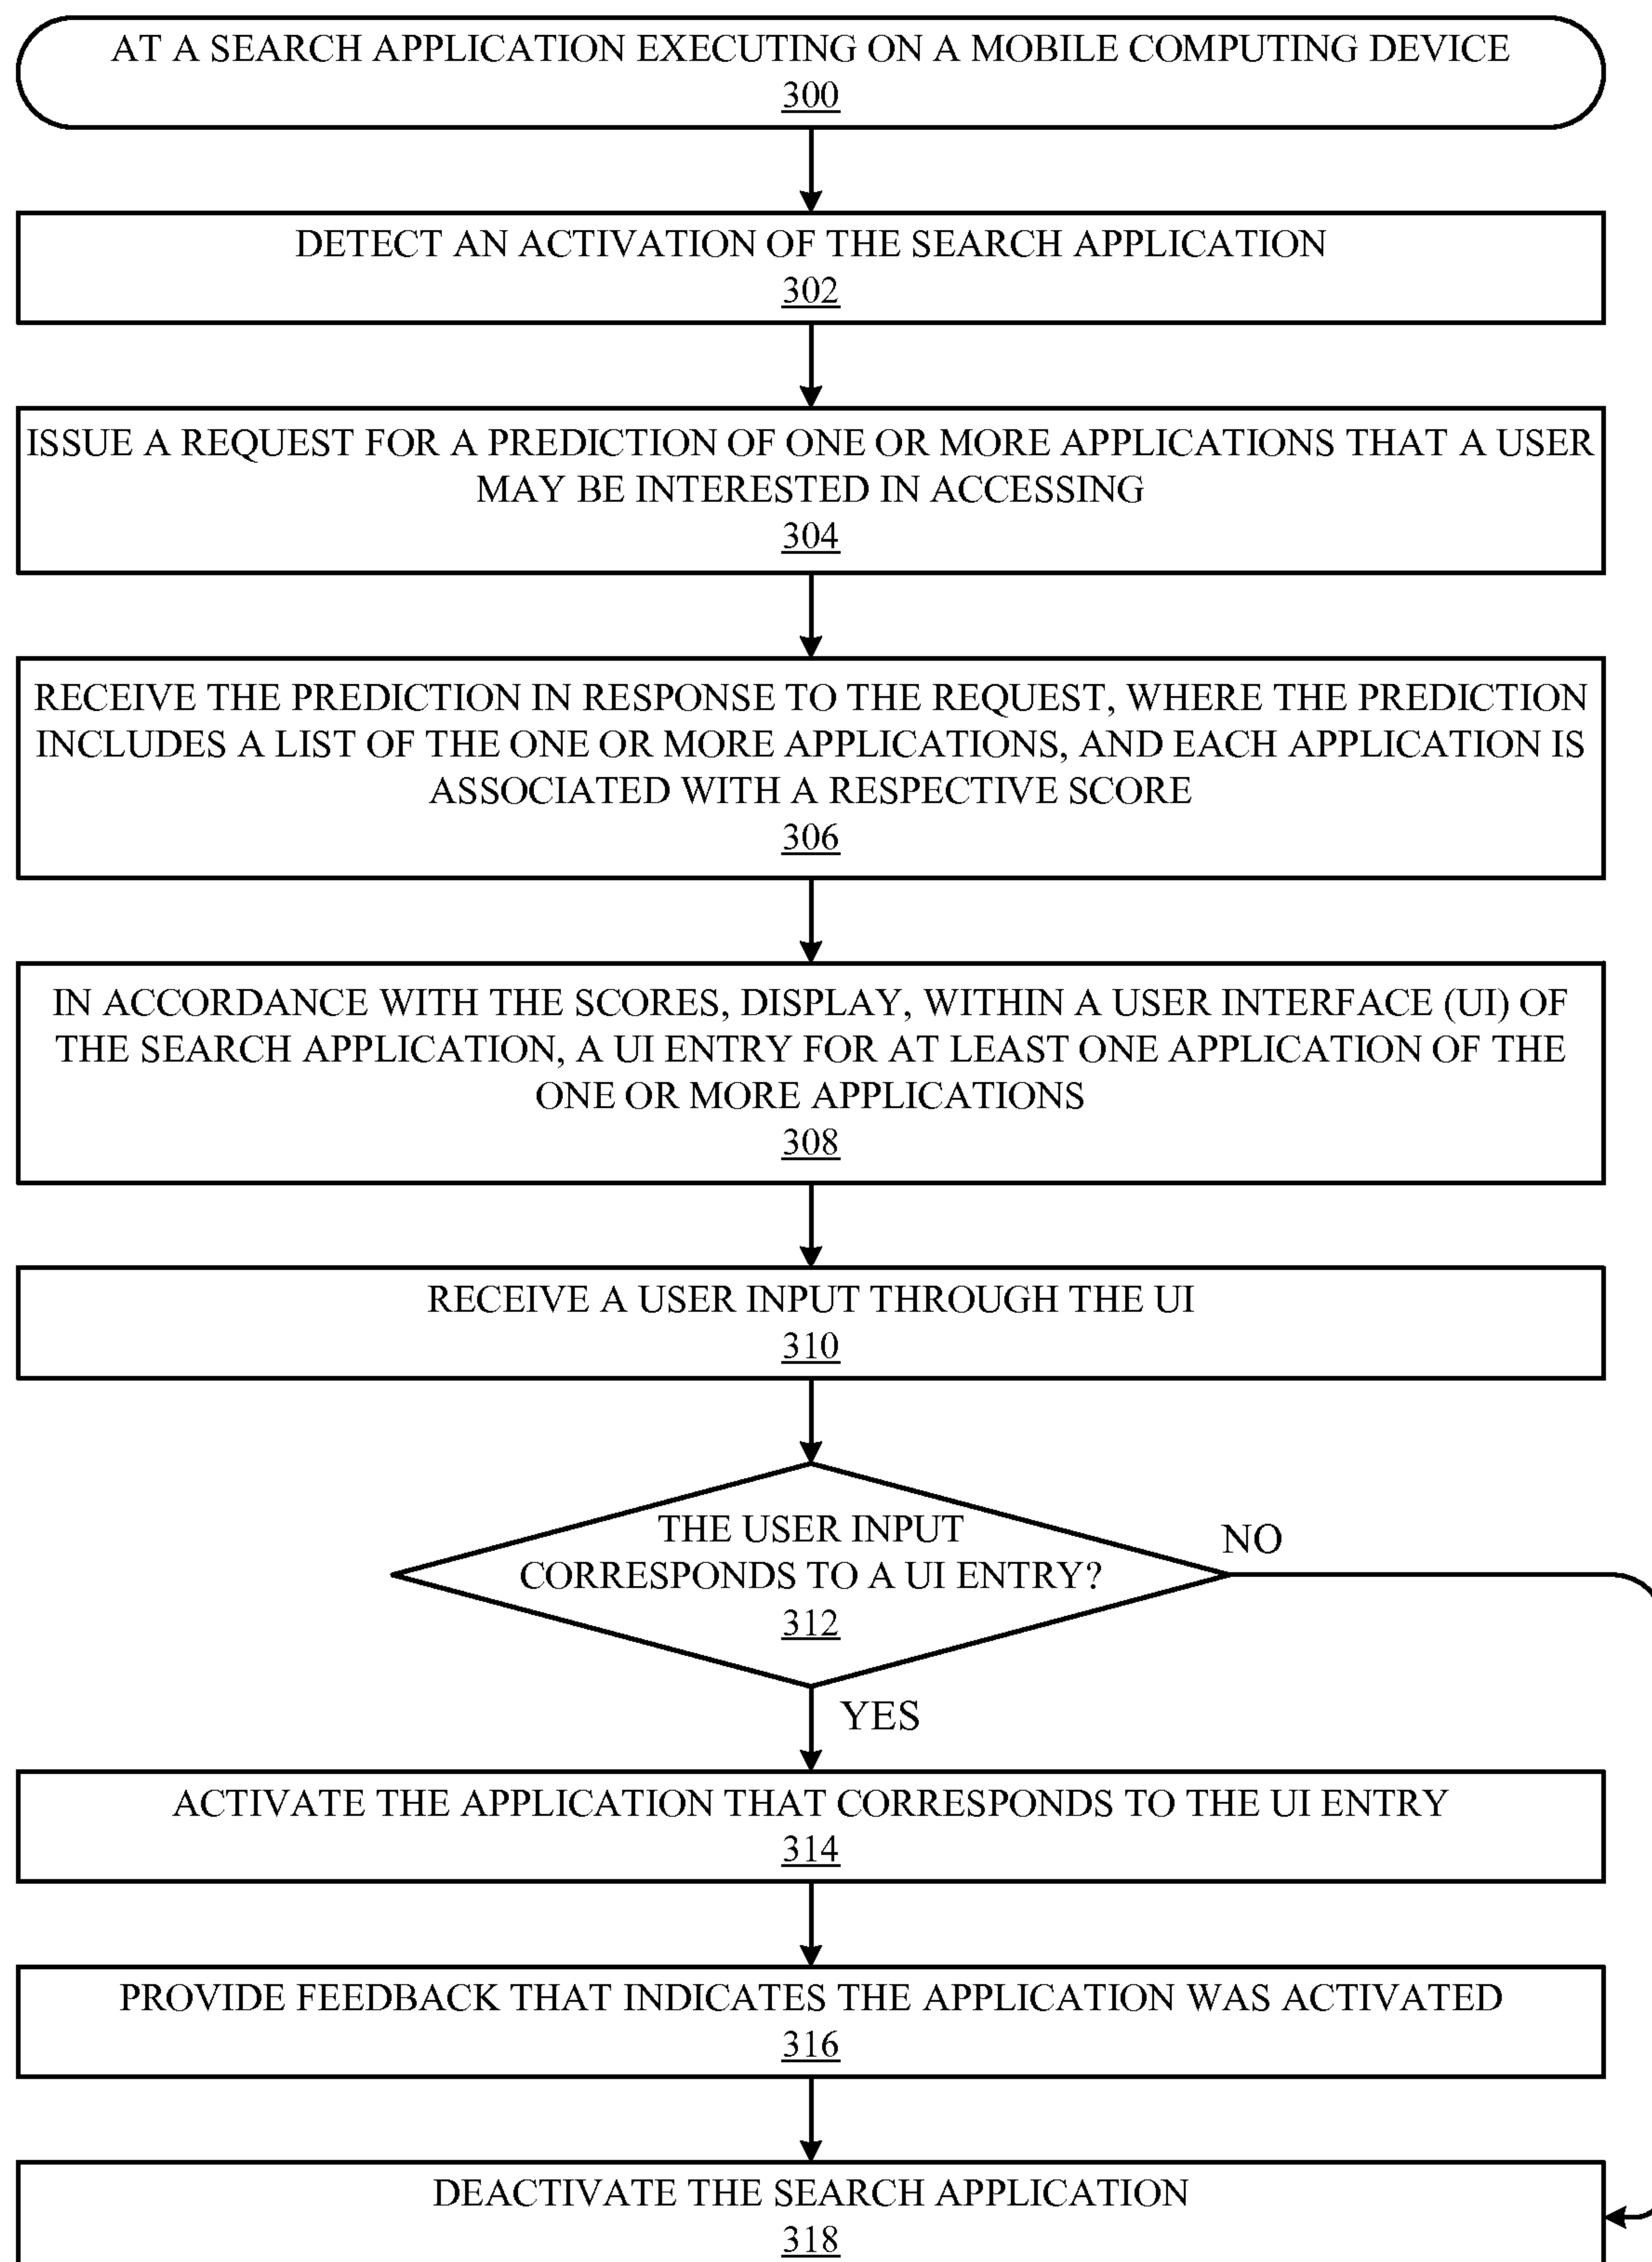 AT A SEARCH APPLICATION EXECUTING ON A MOBILE COMPUTING DEVICE
300
DETECT AN ACTIVATION OF THE SEARCH APPLICATION
302
ISSUE A REQUEST FOR A PREDICTION OF ONE OR MORE APPLICATIONS THAT A USER
MAY BE INTERESTED IN ACCESSING
304
RECEIVE THE PREDICTION IN RESPONSE TO THE REQUEST, WHERE THE PREDICTION
INCLUDES A LIST OF THE ONE OR MORE APPLICATIONS, AND EACH APPLICATION IS
ASSOCIATED WITH A RESPECTIVE SCORE
306
IN ACCORDANCE WITH THE SCORES, DISPLAY, WITHIN A USER INTERFACE (UI) OF
THE SEARCH APPLICATION, A UI ENTRY FOR AT LEAST ONE APPLICATION OF THE
ONE OR MORE APPLICATIONS
308
RECEIVE A USER INPUT THROUGH THE UI
310
THE USER INPUT
CORRESPONDS TO A UI ENTRY?
312
NO
YES
ACTIVATE THE APPLICATION THAT CORRESPONDS TO THE UI ENTRY
314
PROVIDE FEEDBACK THAT INDICATES THE APPLICATION WAS ACTIVATED
316
DEACTIVATE THE SEARCH APPLICATION
318